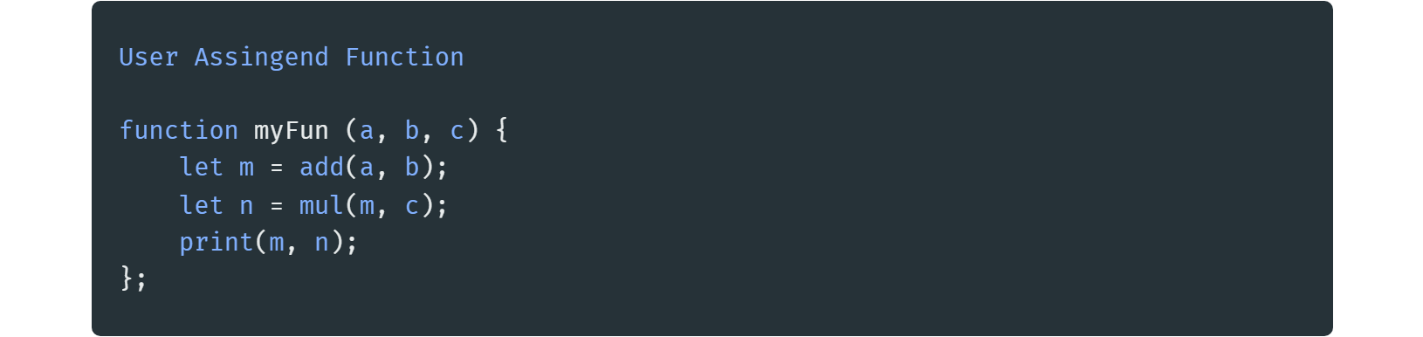 User Assingend Function
function myFun (a, b, c) {
    let m = add(a, b);
    let n = mul(m, c);
    print(m, n);
};